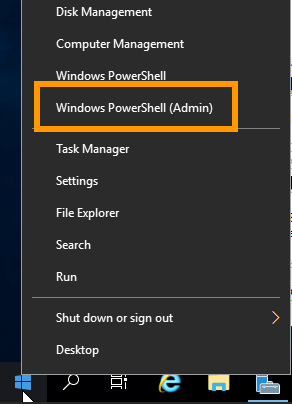 Disk Management
Computer Management
Windows PowerShell
Windows PowerShell (Admin)
Task Manager
Settings
File Explorer
Search
Run
Shut down or sign out
Desktop